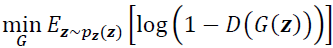 min_G E_{𝒛~p_𝒛(𝒛)} [log(1 − D(G(𝒛)))]